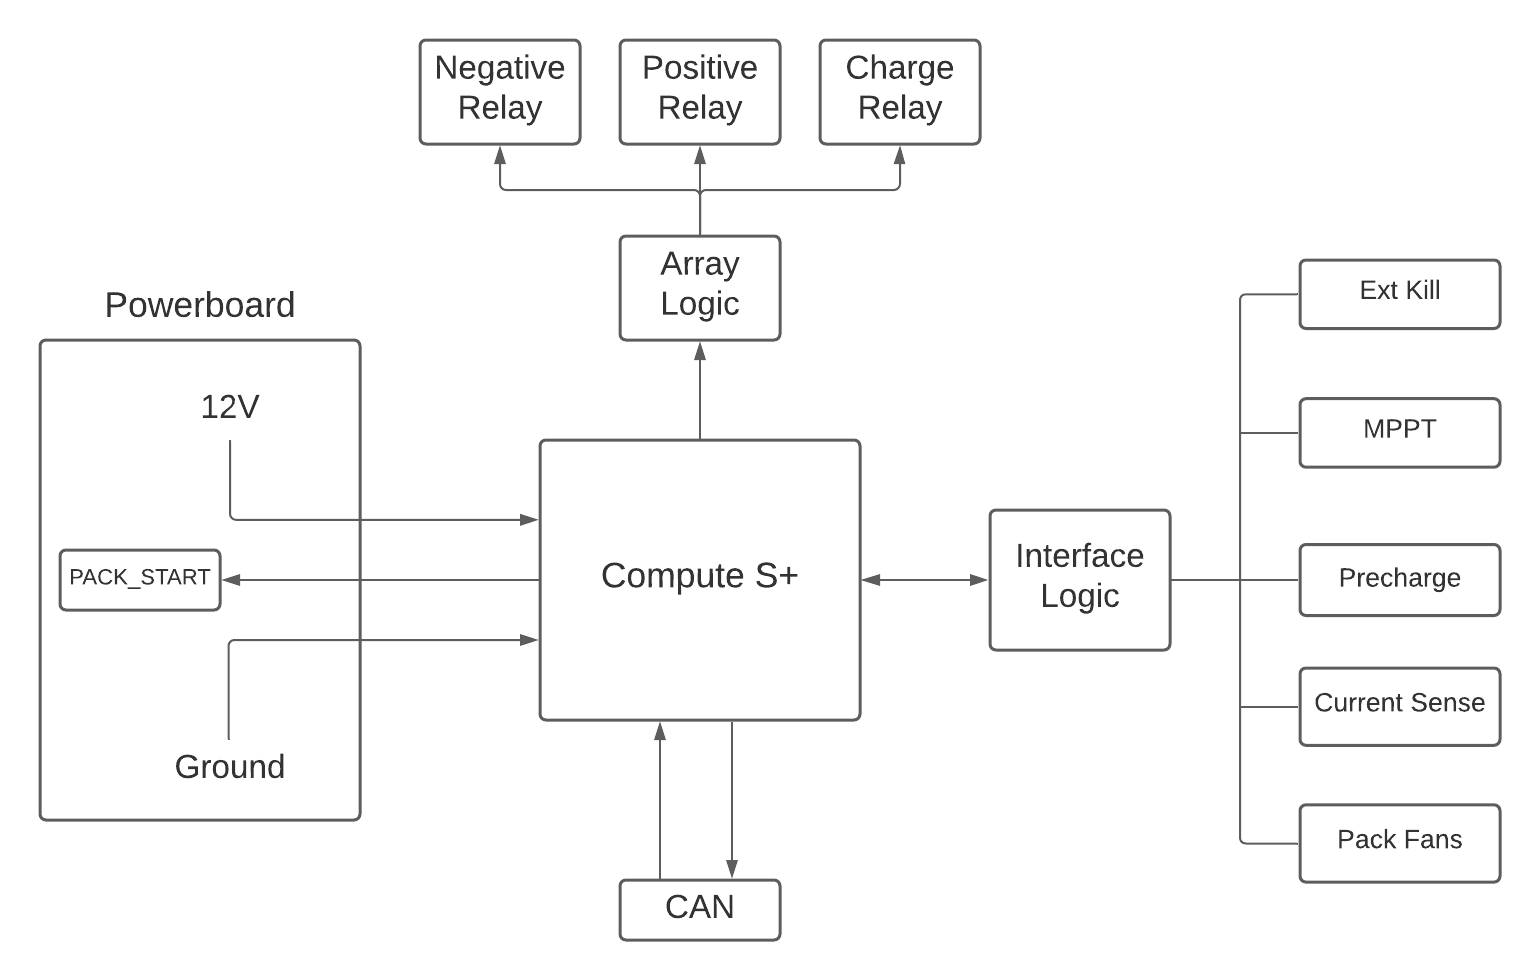 Negative
Relay
Positive
Relay
Charge
Relay
Array
Logic
Powerboard
12V
PACK_START
Ground
Compute S+
Interface
Logic
CAN
Ext Kill
MPPT
Precharge
Current Sense
Pack Fans